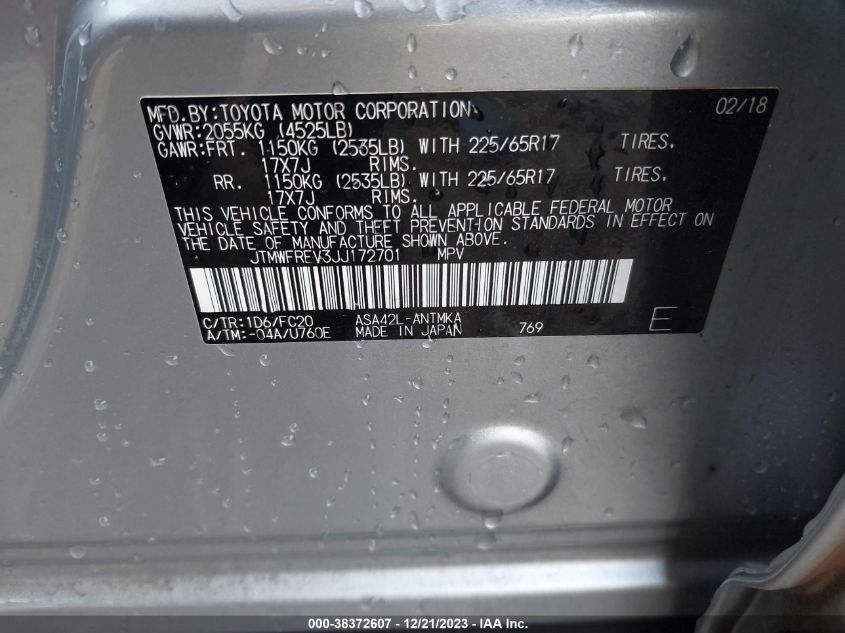 MFD.BY:TOYOTA MOTOR CORPORATION 02/18
GVWR:2055KG (4525LB)
GAWR:FRT. 1150KG (2535LB) WITH 225/65R17 TIRES.
17X7J RIMS.
RR. 1150KG (2535LB) WITH 225/65R17 TIRES.
17X7J RIMS.
THIS VEHICLE CONFORMS TO ALL APPLICABLE FEDERAL MOTOR
VEHICLE SAFETY AND THEFT PREVENTION STANDARDS IN EFFECT ON
THE DATE OF MANUFACTURE SHOWN ABOVE.
JTMWFREV3JJ172701 MPV
C/TR:1D6/FC20 ASA42L-ANTMKA
A/TM:-04A/U760E MADE IN JAPAN 769 E
000-38372607 - 12/21/2023 - IAA Inc.